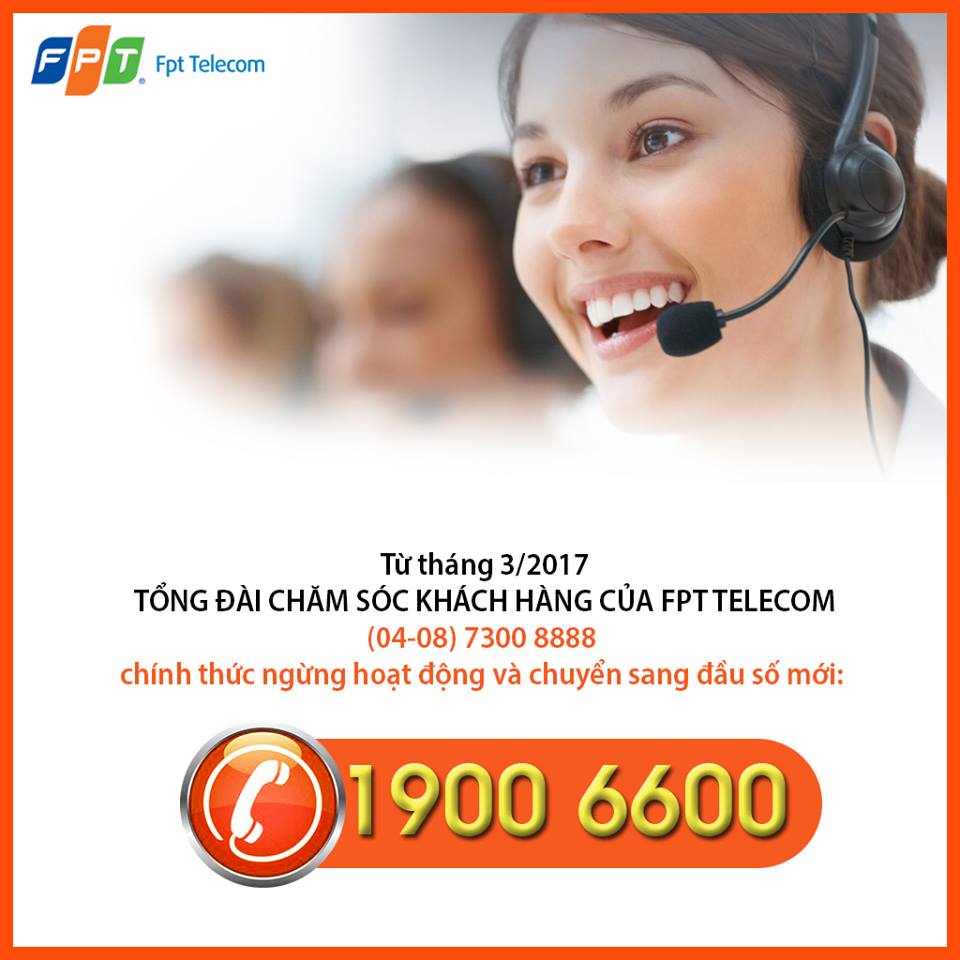 FPT Fpt Telecom
Từ tháng 3/2017
TỔNG ĐÀI CHĂM SÓC KHÁCH HÀNG CỦA FPT TELECOM
(04-08) 7300 8888
chính thức ngừng hoạt động và chuyển sang đầu số mới:
1900 6600